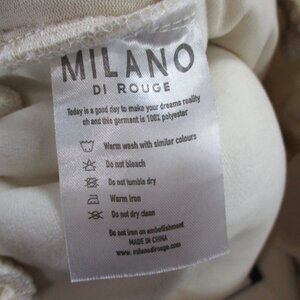 MILANO
DI ROUGE
Today is a good day to make your dreams reality
oh and this garment is 100% polyester
Warm wash with similar colours
Do not bleach
Do not tumble dry
Warm iron
Do not dry clean
Do not iron on embellishment
MADE IN CHINA
www.milanodirouge.com